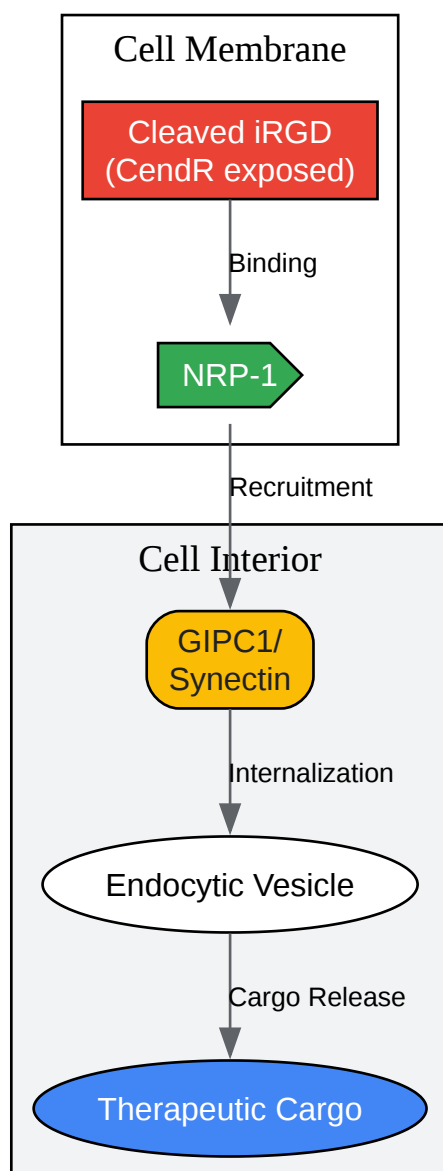 Cell Membrane
Cleaved iRGD
(CendR exposed)
Binding
NRP-1
Recruitment
Cell Interior
GIPC1/
Synectin
Internalization
Endocytic Vesicle
Cargo Release
Therapeutic Cargo